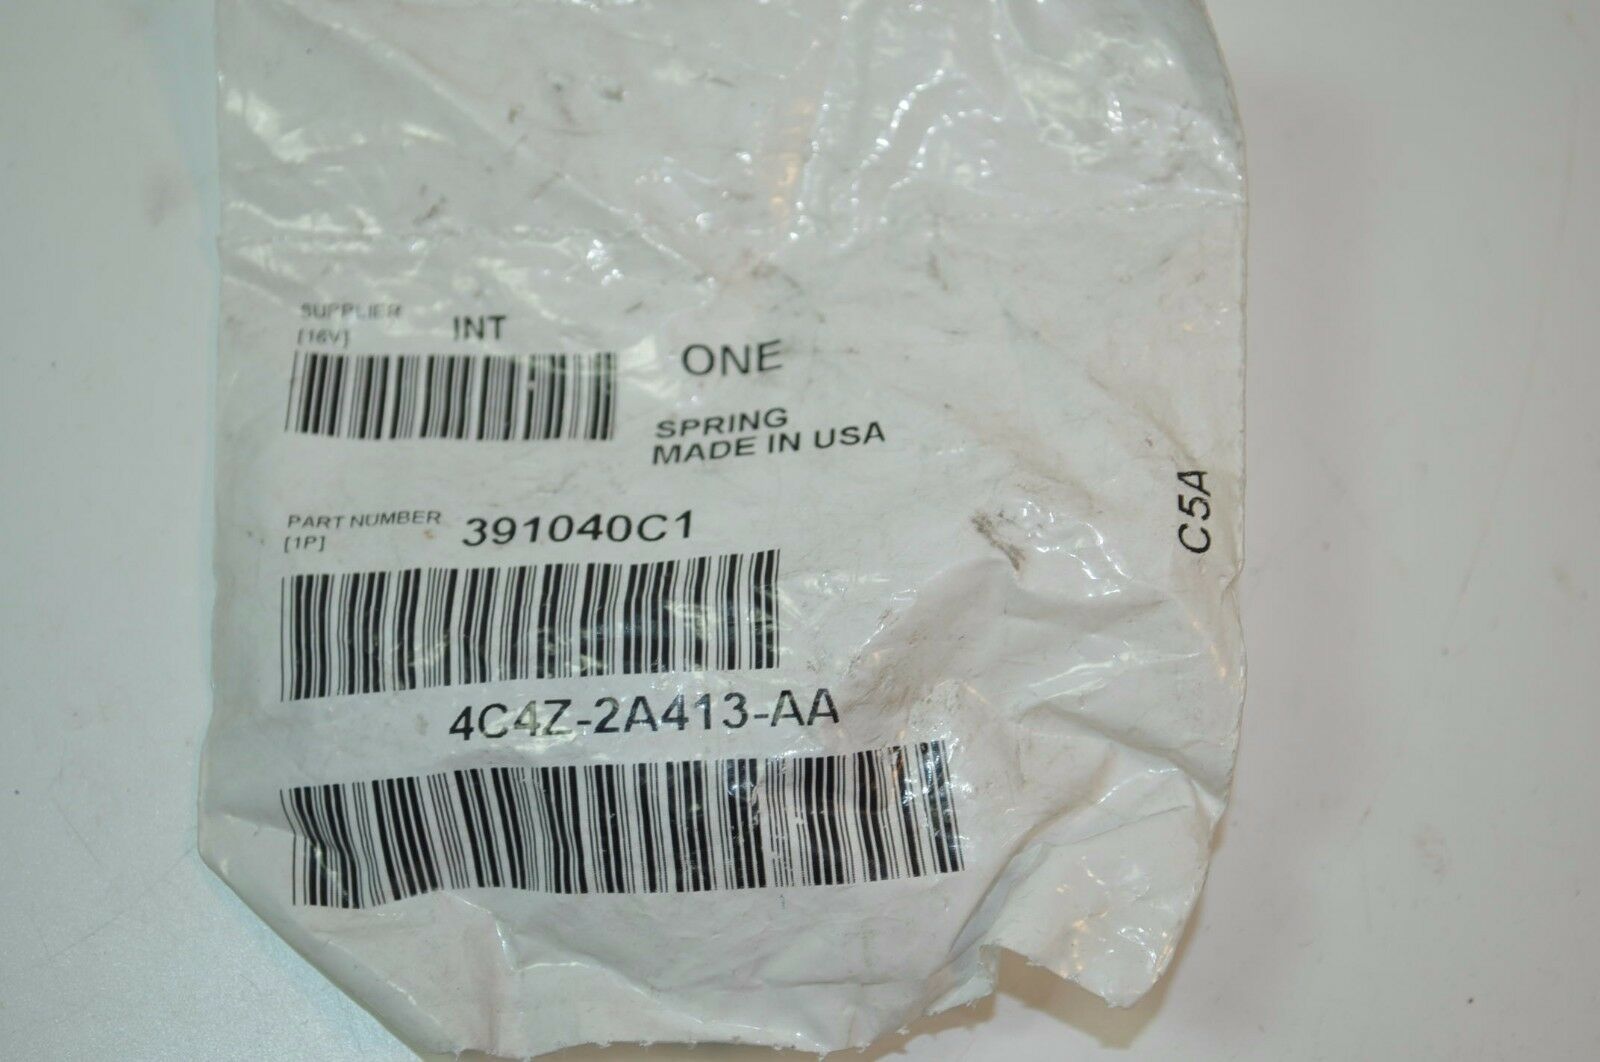 SUPPLIER
[16V]
INT
ONE
SPRING
MADE IN USA
PART NUMBER
[1P]
391040C1
4C4Z-2A413-AA
C5A